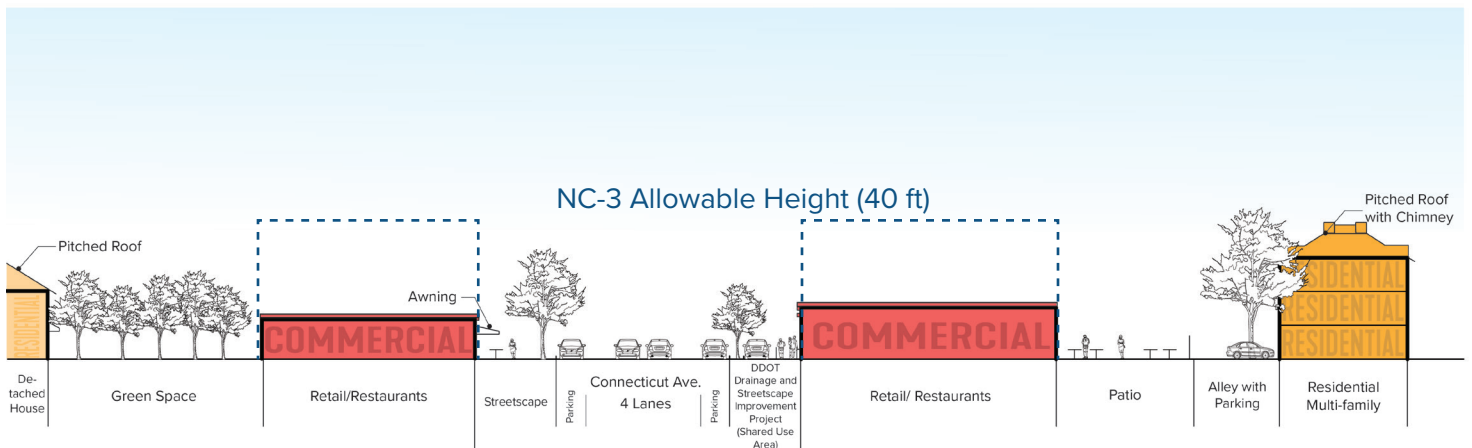 NC-3 Allowable Height (40 ft)
Pitched Roof
with Chimney
Pitched Roof
Awning
RESIDENTIAL
COMMERCIAL
COMMERCIAL
RESIDENTIAL
RESIDENTIAL
RESIDENTIAL
De-
tached
House
Green Space
Retail/Restaurants
Streetscape
Parking
Connecticut Ave.
4 Lanes
Parking
DDOT
Drainage and
Streetscape
Improvement
Project
(Shared Use
Area)
Retail/ Restaurants
Patio
Alley with
Parking
Residential
Multi-family